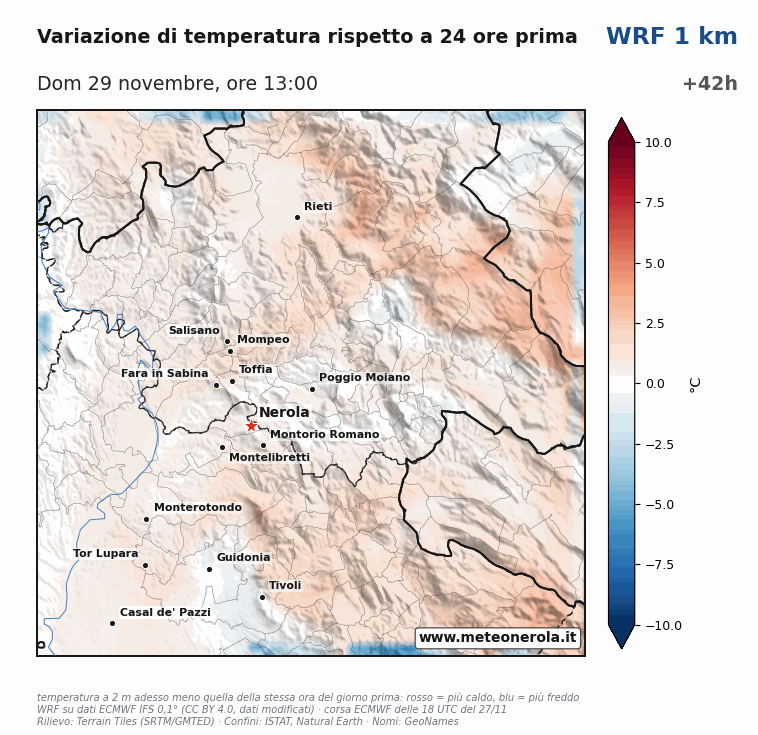 Variazione di temperatura rispetto a 24 ore prima
WRF 1 km
Dom 29 novembre, ore 13:00
+42h
Rieti
Salisano
Mompeo
Toffia
Fara in Sabina
Poggio Moiano
Nerola
Montorio Romano
Montelibretti
Monterotondo
Tor Lupara
Guidonia
Tivoli
Casal de' Pazzi
www.meteonerola.it
10.0
7.5
5.0
2.5
0.0
−2.5
−5.0
−7.5
−10.0
°C
temperatura a 2 m adesso meno quella della stessa ora del giorno prima: rosso = più caldo, blu = più freddo
WRF su dati ECMWF IFS 0,1° (CC BY 4.0, dati modificati) · corsa ECMWF delle 18 UTC del 27/11
Rilievo: Terrain Tiles (SRTM/GMTED) · Confini: ISTAT, Natural Earth · Nomi: GeoNames